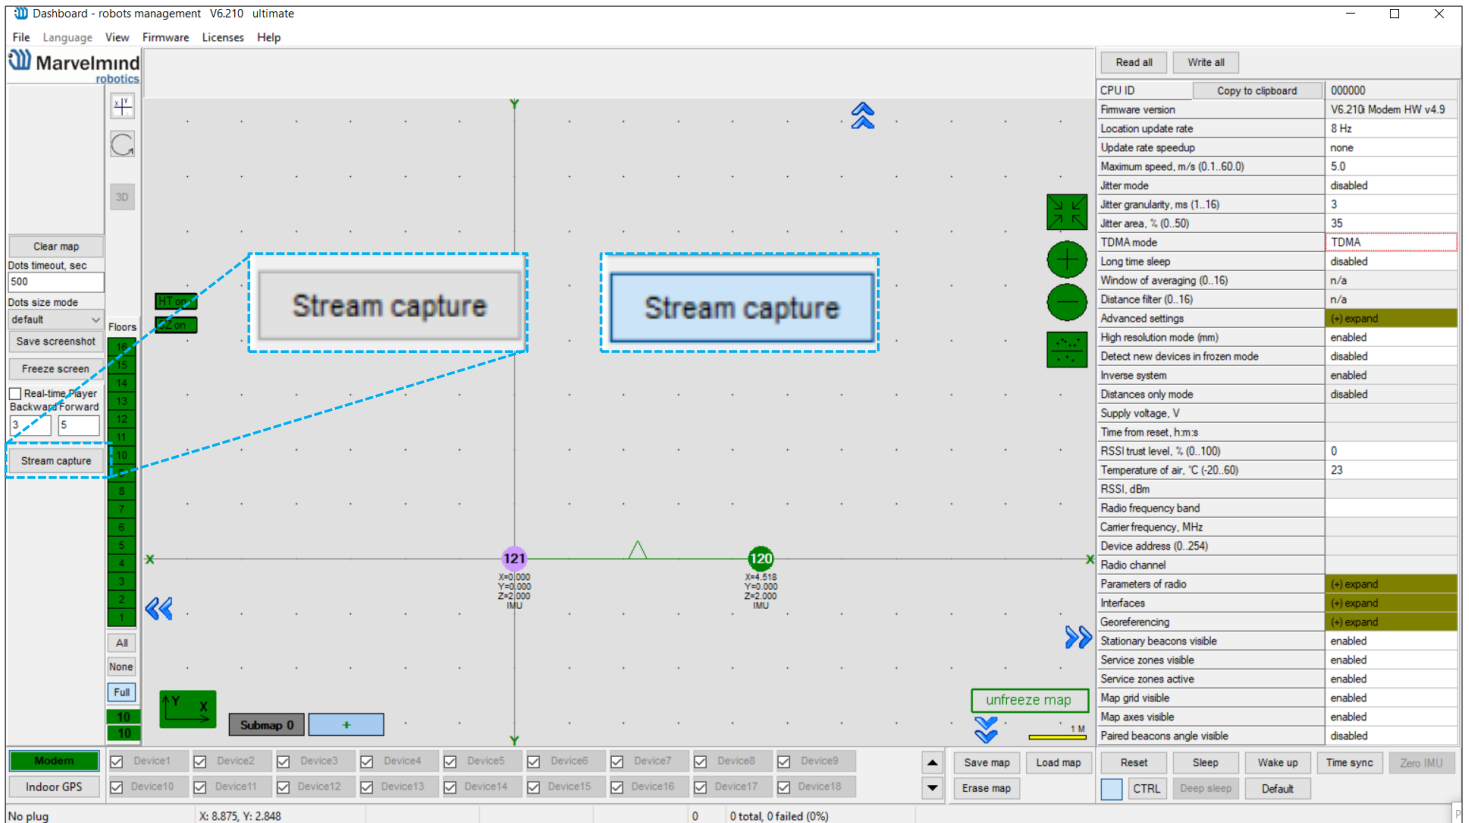 Dashboard - robots management V6.210 ultimate
File Language View Firmware Licenses Help
Marvelmind
robotics
Y
3D
Clear map
Dots timeout, sec
500
Dots size mode
default
Save screenshot
Freeze screen
Real-time Player
Backward Forward
3 5
Stream capture
Floors
16
15
14
13
12
11
10
8
7
6
5
4
3
2
1
All
None
Full
10
10
HT on
Z on
Stream capture
Stream capture
X X
121
X=0.000
Y=0.000
Z=2.000
IMU
120
X=4.518
Y=0.000
Z=2.000
IMU
Y X
Submap 0 +
Y
unfreeze map
1 M
Read all Write all
CPU ID Copy to clipboard 000000
Firmware version V6.210i Modem HW v4.9
Location update rate 8 Hz
Update rate speedup none
Maximum speed, m/s (0.1..60.0) 5.0
Jitter mode disabled
Jitter granularity, ms (1..16) 3
Jitter area, % (0..50) 35
TDMA mode TDMA
Long time sleep disabled
Window of averaging (0..16) n/a
Distance filter (0..16) n/a
Advanced settings (+) expand
High resolution mode (mm) enabled
Detect new devices in frozen mode disabled
Inverse system enabled
Distances only mode disabled
Supply voltage, V
Time from reset, h:m:s
RSSI trust level, % (0..100) 0
Temperature of air, °C (-20..60) 23
RSSI, dBm
Radio frequency band
Carrier frequency, MHz
Device address (0..254)
Radio channel
Parameters of radio (+) expand
Interfaces (+) expand
Georeferencing (+) expand
Stationary beacons visible enabled
Service zones visible enabled
Service zones active enabled
Map grid visible enabled
Map axes visible enabled
Paired beacons angle visible disabled
Modem Device1 Device2 Device3 Device4 Device5 Device6 Device7 Device8 Device9
Indoor GPS Device10 Device11 Device12 Device13 Device14 Device15 Device16 Device17 Device18
Save map Load map
Erase map
Reset Sleep Wake up Time sync Zero IMU
CTRL Deep sleep Default
No plug X: 8.875, Y: 2.848 0 0 total, 0 failed (0%)